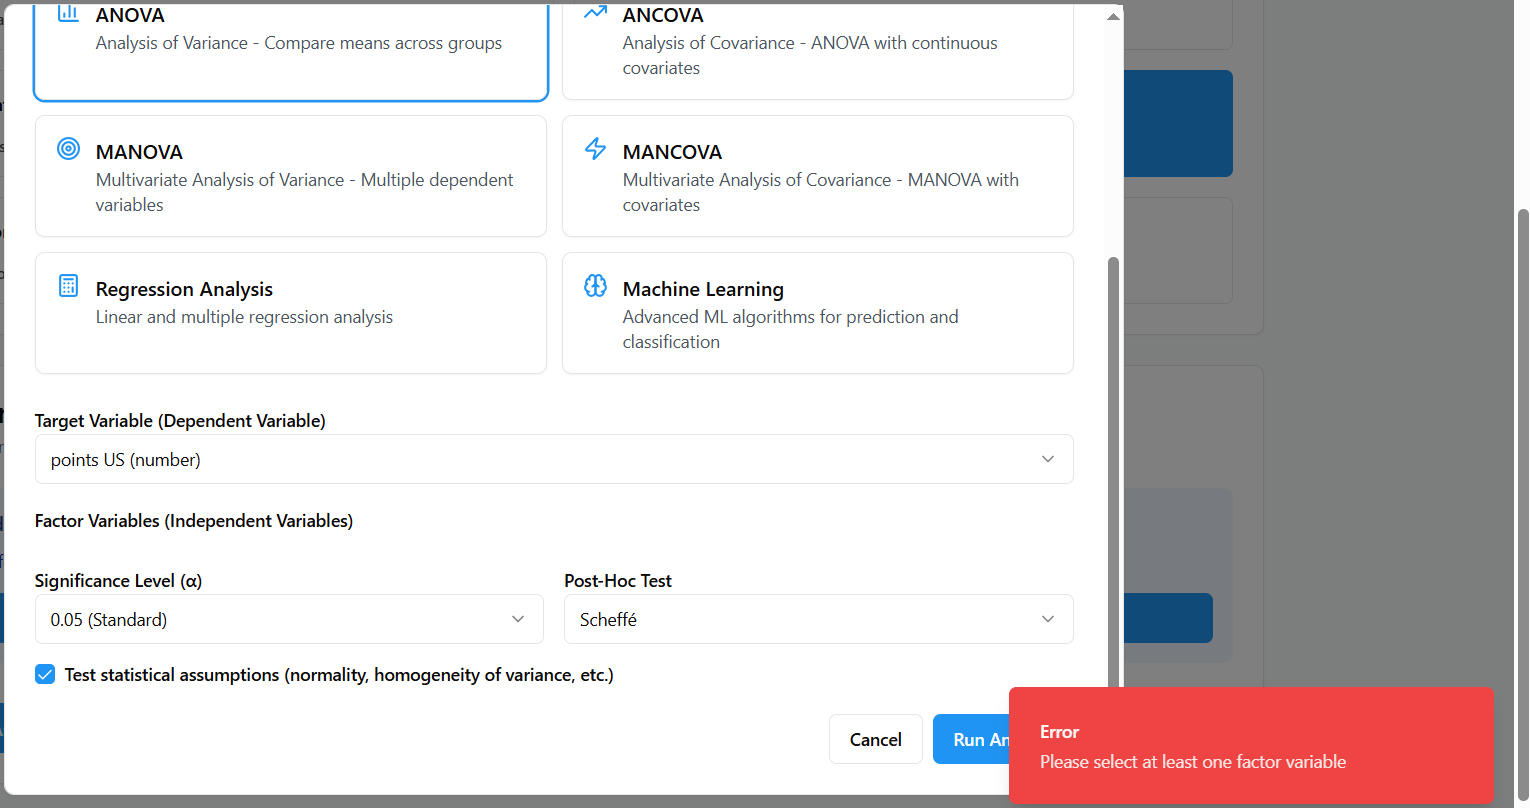 ANOVA
Analysis of Variance - Compare means across groups
ANCOVA
Analysis of Covariance - ANOVA with continuous
covariates
MANOVA
Multivariate Analysis of Variance - Multiple dependent
variables
MANCOVA
Multivariate Analysis of Covariance - MANOVA with
covariates
Regression Analysis
Linear and multiple regression analysis
Machine Learning
Advanced ML algorithms for prediction and
classification
Target Variable (Dependent Variable)
points US (number)
Factor Variables (Independent Variables)
Significance Level (α)
0.05 (Standard)
Post-Hoc Test
Scheffé
Test statistical assumptions (normality, homogeneity of variance, etc.)
Cancel
Run An
Error
Please select at least one factor variable